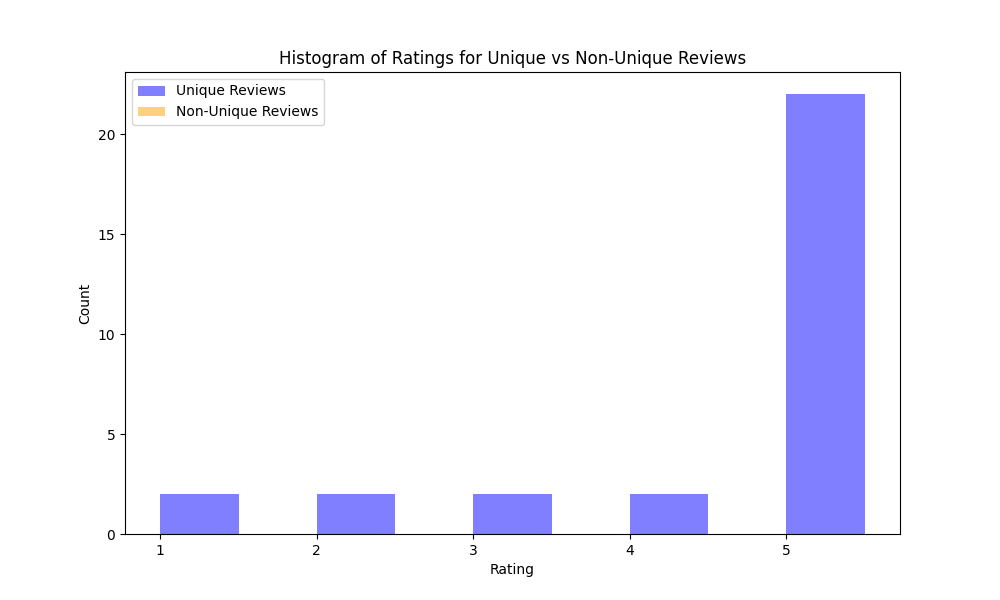 Histogram of Ratings for Unique vs Non-Unique Reviews
Unique Reviews
Non-Unique Reviews
20
15
10
5
0
Count
1 2 3 4 5
Rating